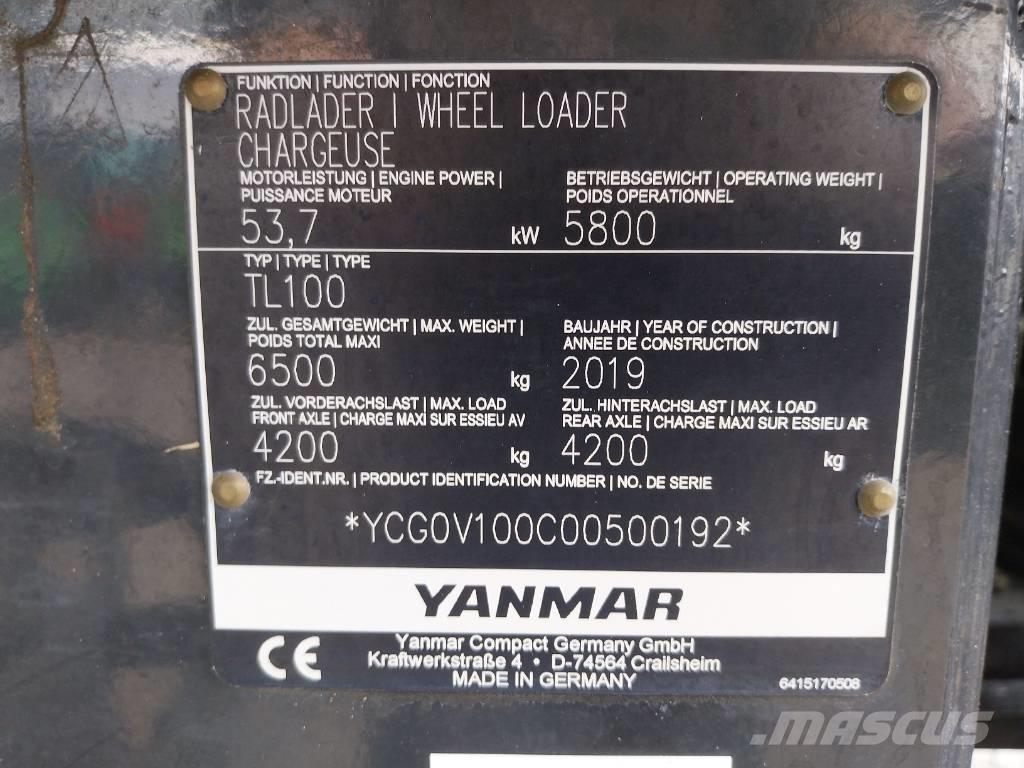 FUNKTION | FUNCTION | FONCTION
RADLADER | WHEEL LOADER
CHARGEUSE
MOTORLEISTUNG | ENGINE POWER |
PUISSANCE MOTEUR
53,7 kW
BETRIEBSGEWICHT | OPERATING WEIGHT |
POIDS OPERATIONNEL
5800 kg
TYP | TYPE | TYPE
TL100
ZUL. GESAMTGEWICHT | MAX. WEIGHT |
POIDS TOTAL MAXI
6500 kg
BAUJAHR | YEAR OF CONSTRUCTION |
ANNEE DE CONSTRUCTION
2019
ZUL. VORDERACHSLAST | MAX. LOAD
FRONT AXLE | CHARGE MAXI SUR ESSIEU AV
4200 kg
ZUL. HINTERACHSLAST | MAX. LOAD
REAR AXLE | CHARGE MAXI SUR ESSIEU AR
4200 kg
FZ.-IDENT.NR. | PRODUCT IDENTIFICATION NUMBER | NO. DE SERIE
*YCG0V100C00500192*
YANMAR
CE
Yanmar Compact Germany GmbH
Kraftwerkstraße 4 • D-74564 Crailsheim
MADE IN GERMANY
6415170506
MASCUS